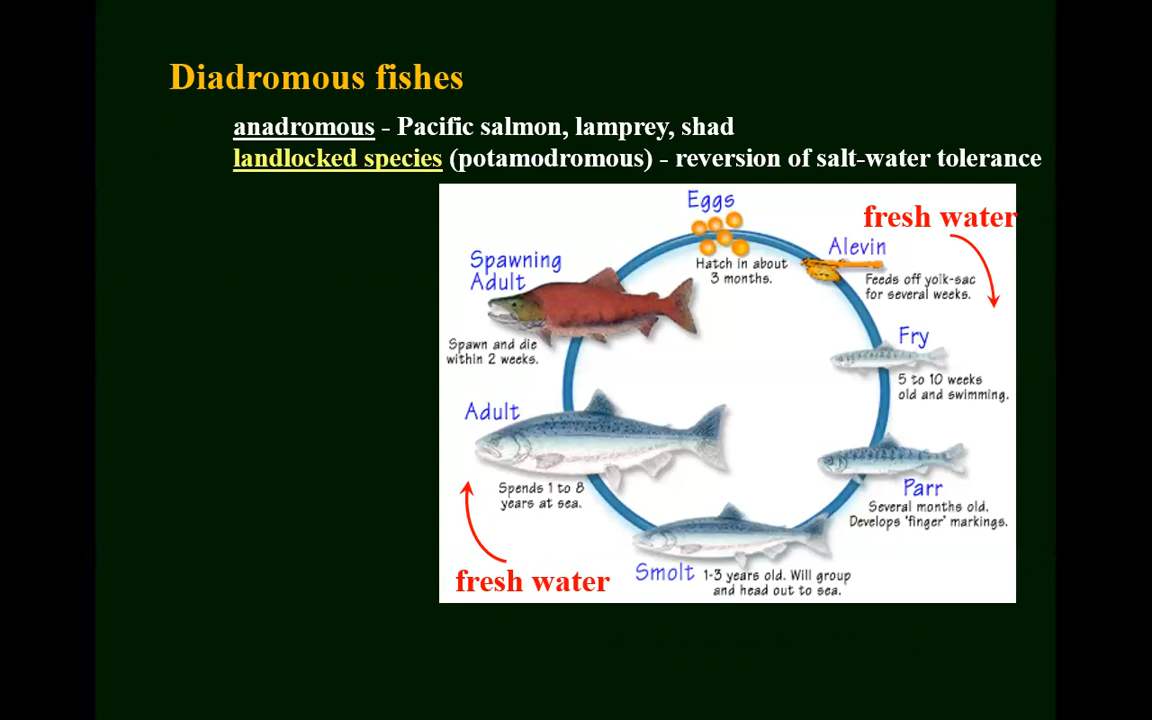 Diadromous fishes
anadromous - Pacific salmon, lamprey, shad
landlocked species (potamodromous) - reversion of salt-water tolerance
Eggs
Hatch in about
3 months.
fresh water
Alevin
Feeds off yolk-sac
for several weeks.
Fry
5 to 10 weeks
old and swimming.
Parr
Several months old.
Develops 'finger' markings.
Smolt
1-3 years old. Will group
and head out to sea.
fresh water
Adult
Spends 1 to 8
years at sea.
Spawning
Adult
Spawn and die
within 2 weeks.